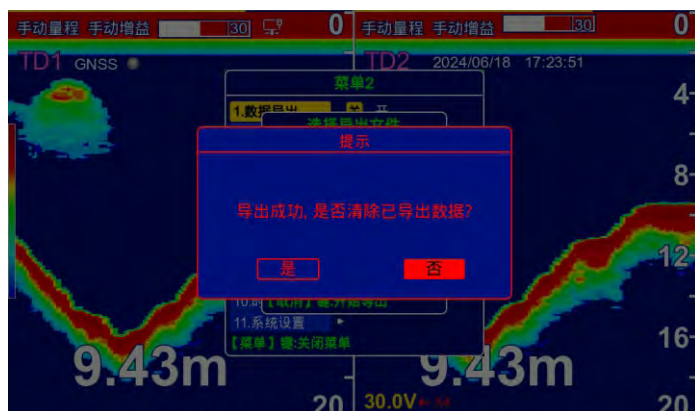 手动量程 手动增益 30 0
手动量程 手动增益 30 0
TD1 GNSS
TD2 2024/06/18 17:23:51
菜单2
4
1.数据导出 关 开
选择导出文件
提示
8
导出成功, 是否清除已导出数据?
12
是 否
【取消】键:开始导出
11.系统设置
16
【菜单】键:关闭菜单
9.43m
9.43m
20
30.0V
20